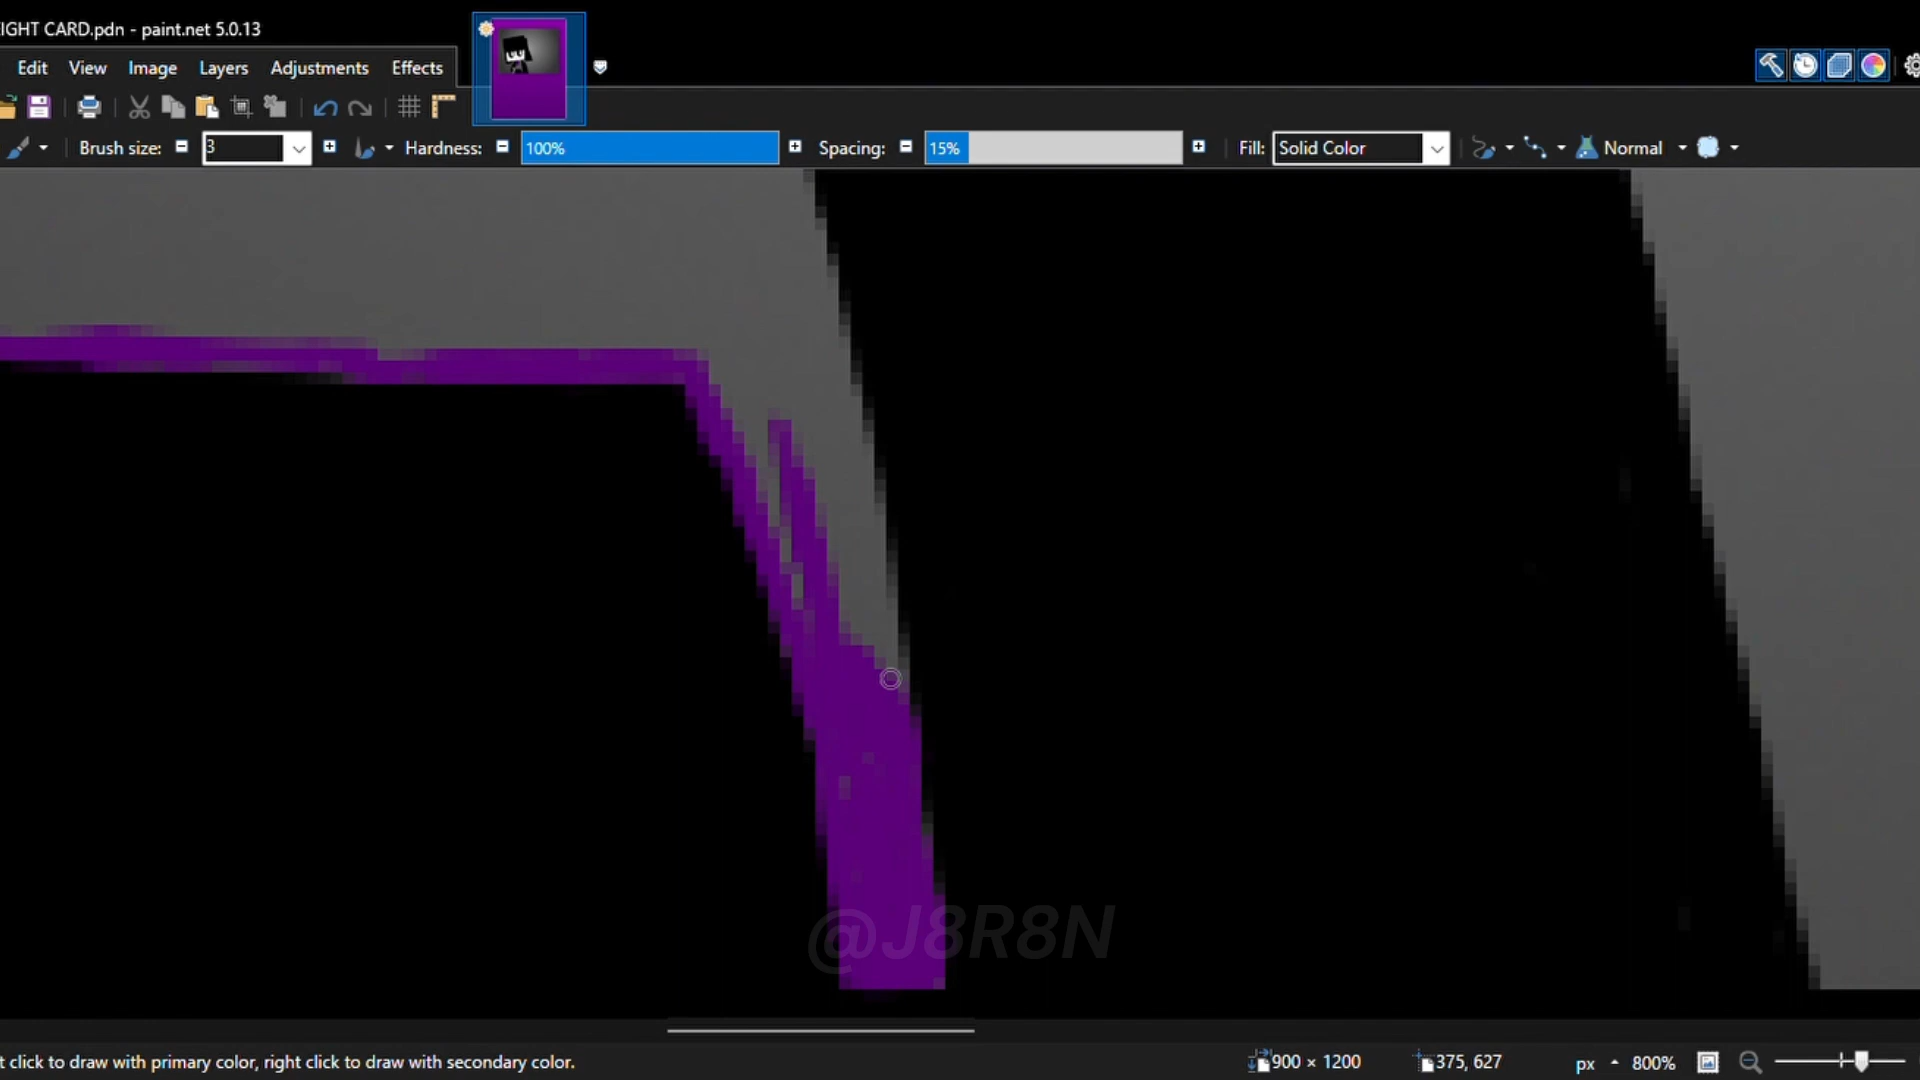 IGHT CARD.pdn - paint.net 5.0.13
Edit View Image Layers Adjustments Effects
Brush size: 3 Hardness: 100% Spacing: 15% Fill: Solid Color Normal
@J8R8N
t click to draw with primary color, right click to draw with secondary color. 900 × 1200 375, 627 px 800%